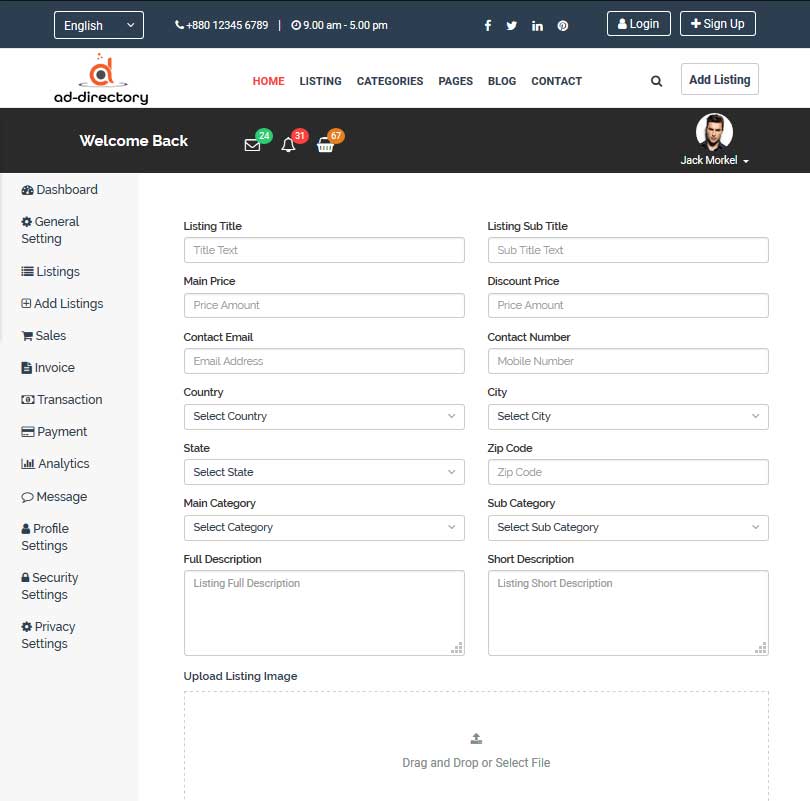 English
+880 12345 6789 | 9.00 am - 5.00 pm
Login
Sign Up
ad-directory
HOME LISTING CATEGORIES PAGES BLOG CONTACT
Add Listing
Welcome Back
24
31
67
Jack Morkel
Dashboard
General
Setting
Listings
Add Listings
Sales
Invoice
Transaction
Payment
Analytics
Message
Profile
Settings
Security
Settings
Privacy
Settings
Listing Title
Title Text
Listing Sub Title
Sub Title Text
Main Price
Price Amount
Discount Price
Price Amount
Contact Email
Email Address
Contact Number
Mobile Number
Country
Select Country
City
Select City
State
Select State
Zip Code
Zip Code
Main Category
Select Category
Sub Category
Select Sub Category
Full Description
Listing Full Description
Short Description
Listing Short Description
Upload Listing Image
Drag and Drop or Select File